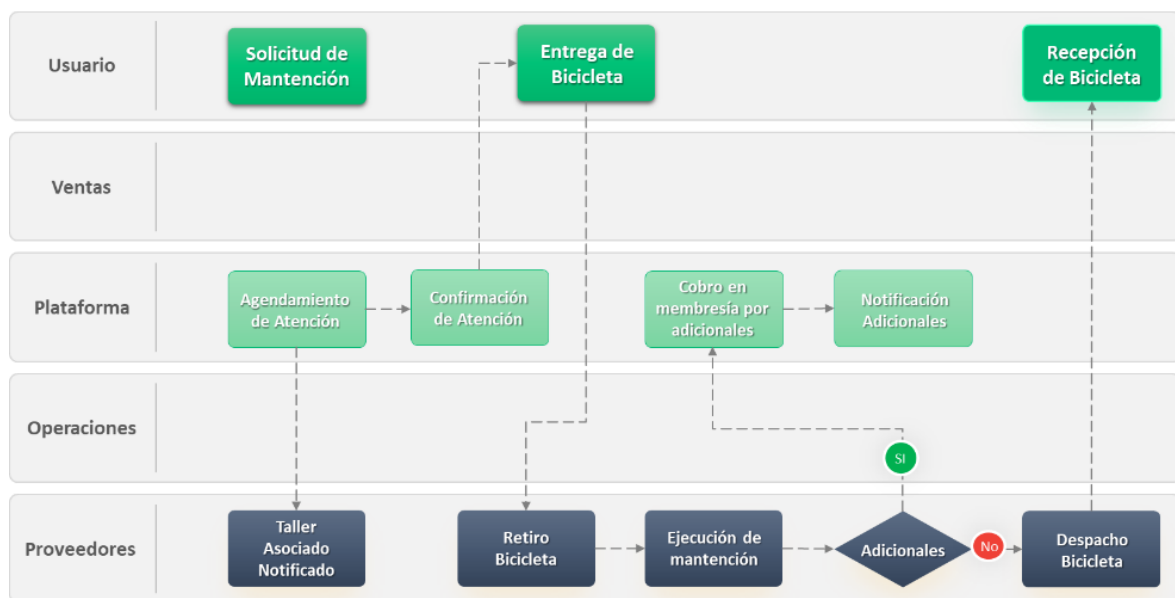 Usuario
Solicitud de
Mantención
Entrega de
Bicicleta
Recepción
de Bicicleta
Ventas
Plataforma
Agendamiento
de Atención
Confirmación
de Atención
Cobro en
membresía por
adicionales
Notificación
Adicionales
Operaciones
SI
Proveedores
Taller
Asociado
Notificado
Retiro
Bicicleta
Ejecución de
mantención
Adicionales
No
Despacho
Bicicleta